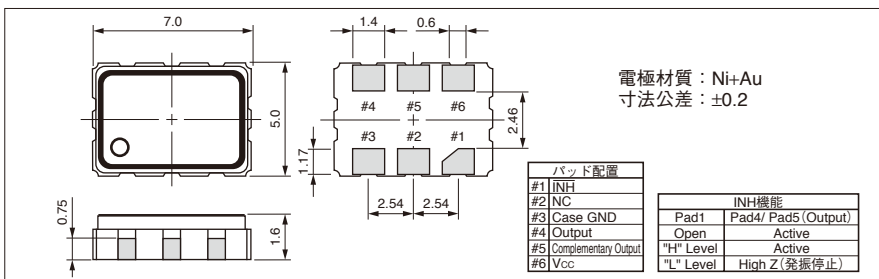 7.0
5.0
0.75
1.6
1.4
0.6
#4 #5 #6
#3 #2 #1
2.46
1.17
2.54 2.54
電極材質：Ni+Au
寸法公差：±0.2
パッド配置
#1 INH
#2 NC
#3 Case GND
#4 Output
#5 Complementary Output
#6 Vcc
INH機能
Pad1 Pad4/ Pad5(Output)
Open Active
"H" Level Active
"L" Level High Z(発振停止)